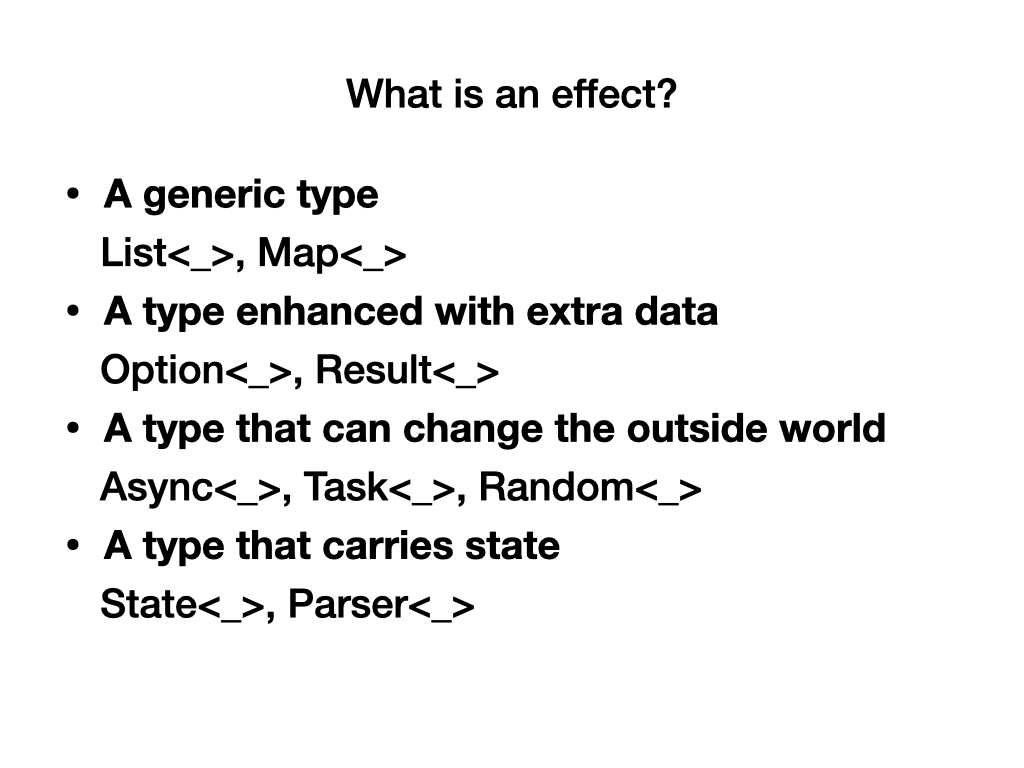 What is an effect?
• A generic type
List<_>, Map<_>
• A type enhanced with extra data
Option<_>, Result<_>
• A type that can change the outside world
Async<_>, Task<_>, Random<_>
• A type that carries state
State<_>, Parser<_>